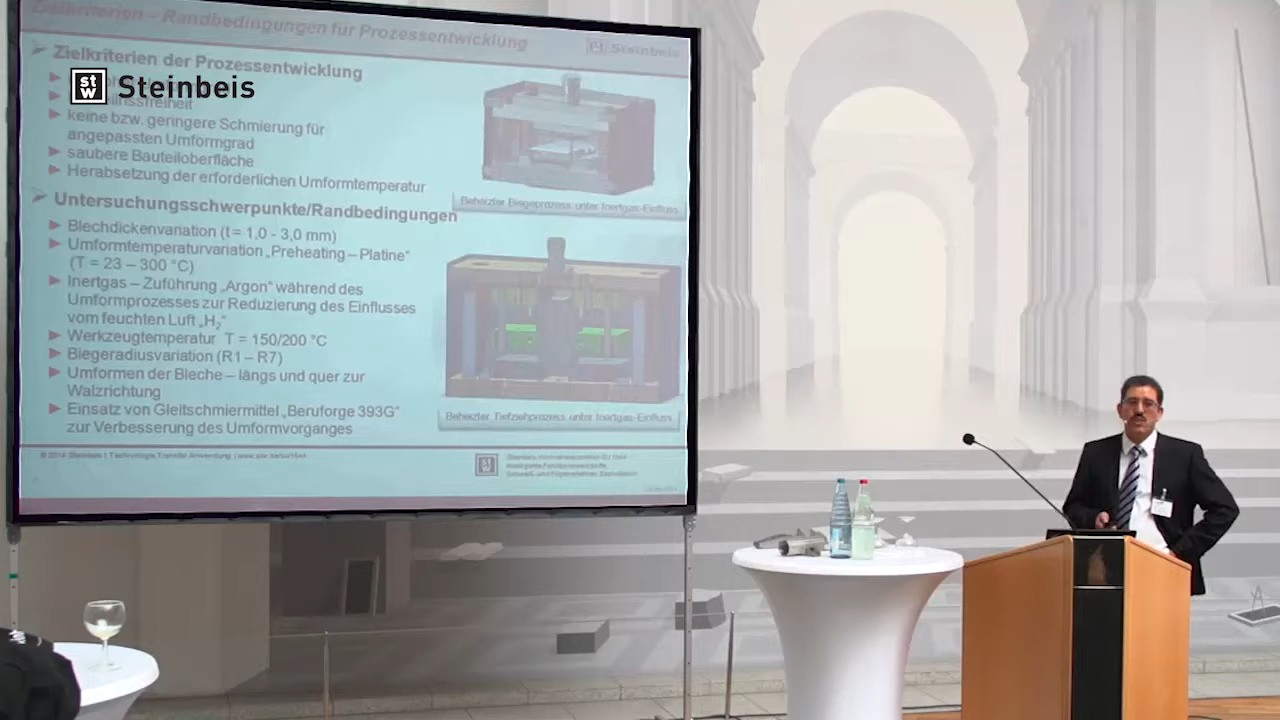 Zielkriterien – Randbedingungen für Prozessentwicklung
Steinbeis
Zielkriterien der Prozessentwicklung
stw Steinbeis
keine bzw. geringere Schmierung für
angepassten Umformgrad
saubere Bauteiloberfläche
Herabsetzung der erforderlichen Umformtemperatur
Beheizter Biegeprozess unter Inertgas-Einfluss
Untersuchungsschwerpunkte/Randbedingungen
Blechdickenvariation (t = 1,0 - 3,0 mm)
Umformtemperaturvariation „Preheating – Platine"
(T = 23 – 300 °C)
Inertgas – Zuführung „Argon" während des
Umformprozesses zur Reduzierung des Einflusses
vom feuchten Luft „H2"
Werkzeugtemperatur T = 150/200 °C
Biegeradiusvariation (R1 – R7)
Umformen der Bleche – längs und quer zur
Walzrichtung
Einsatz von Gleitschmiermittel „Beruforge 393G"
zur Verbesserung des Umformvorganges
Beheizter Tiefziehprozess unter Inertgas-Einfluss